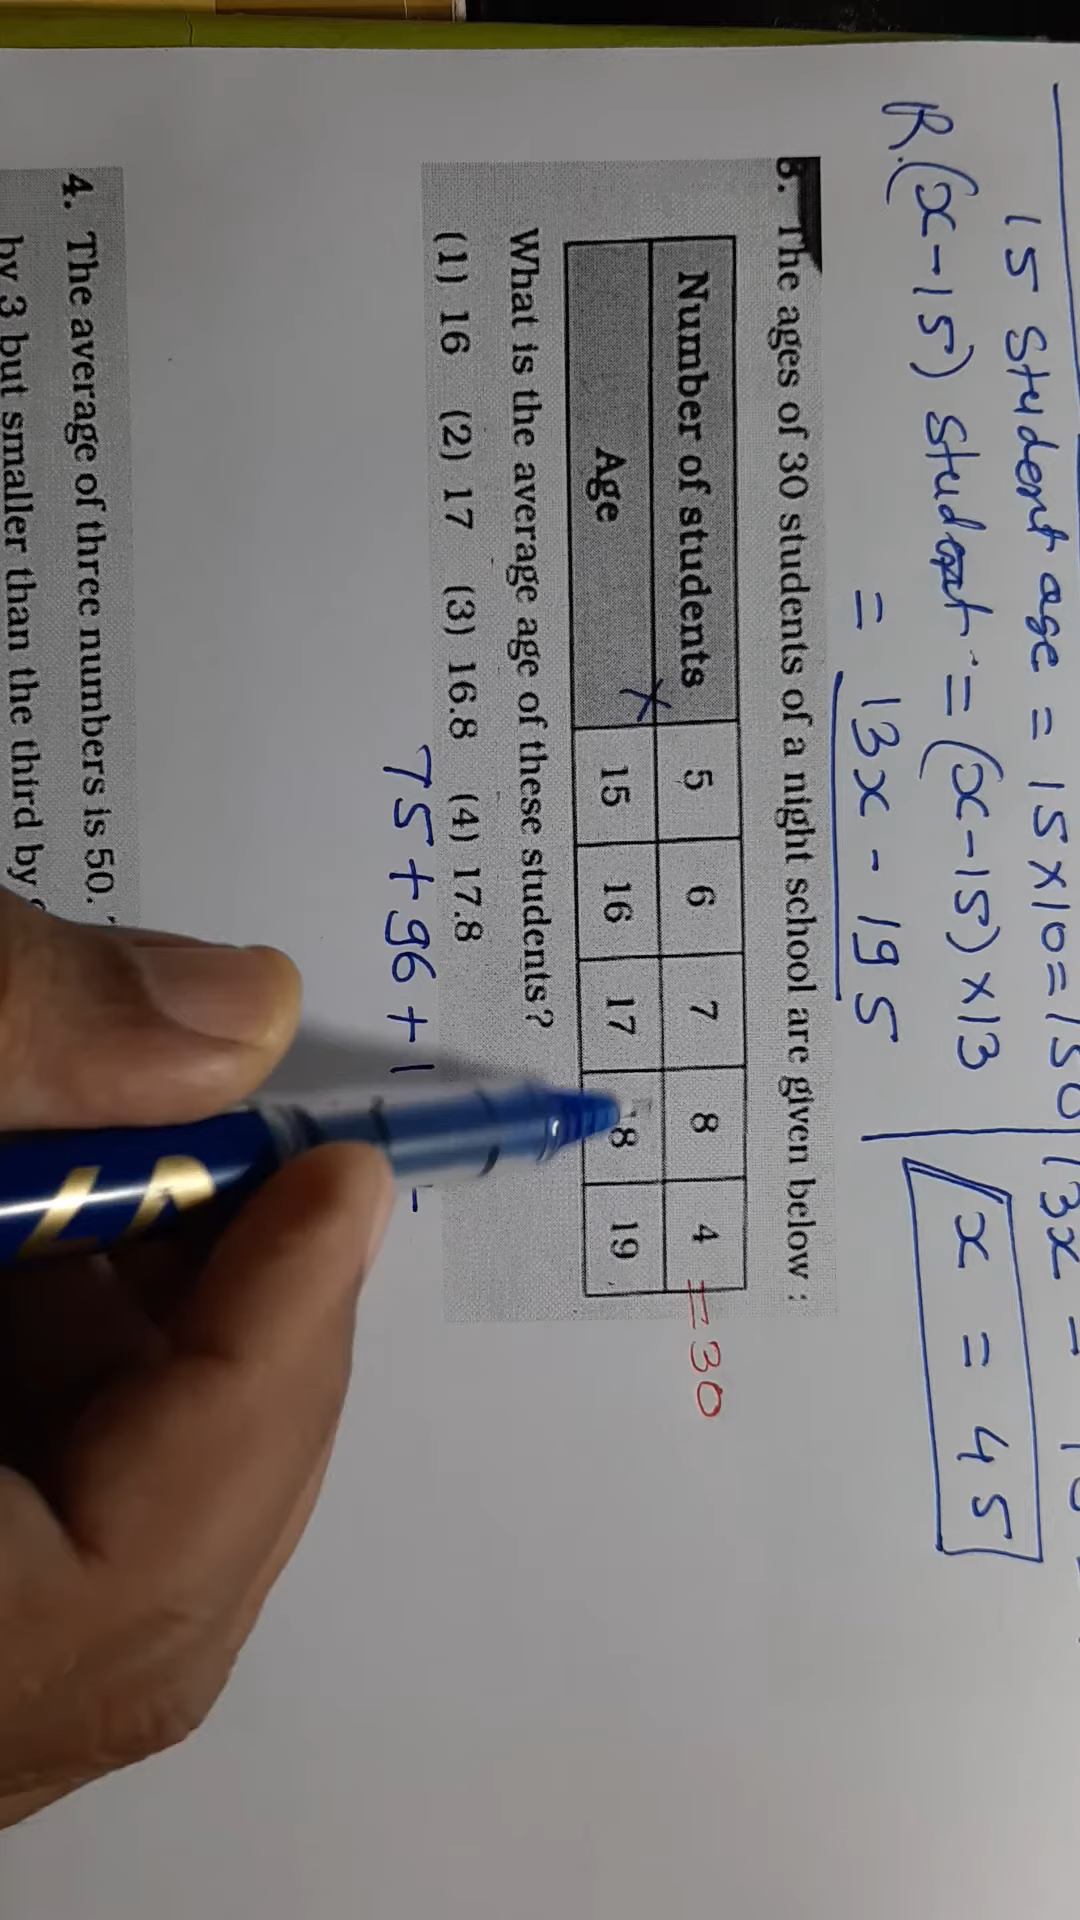 15 student age = 15 x 10 = 150
13x -
R.(x-15) student = (x-15) x 13
= 13x - 195
x = 45
3. The ages of 30 students of a night school are given below :
Number of students 5 6 7 8 4 = 30
Age x 15 16 17 18 19
What is the average age of these students?
(1) 16 (2) 17 (3) 16.8 (4) 17.8
75 + 96 + 1
4. The average of three numbers is 50.
by 3 but smaller than the third by